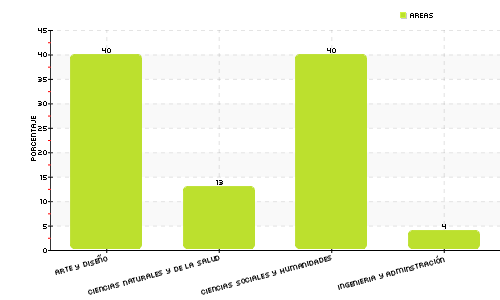 AREAS
PORCENTAJE
45
40
35
30
25
20
15
10
5
0
40
13
40
4
ARTE Y DISEÑO
CIENCIAS NATURALES Y DE LA SALUD
CIENCIAS SOCIALES Y HUMANIDADES
INGENIERIA Y ADMINSTRACIÓN